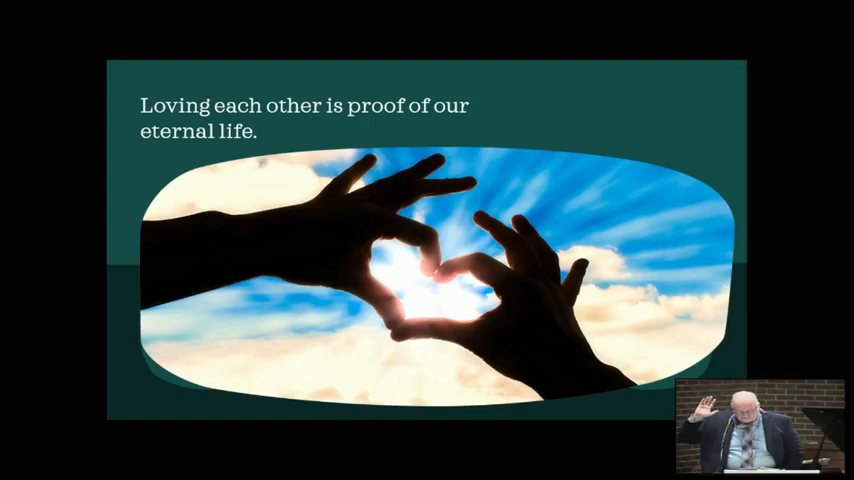 Loving each other is proof of our
eternal life.